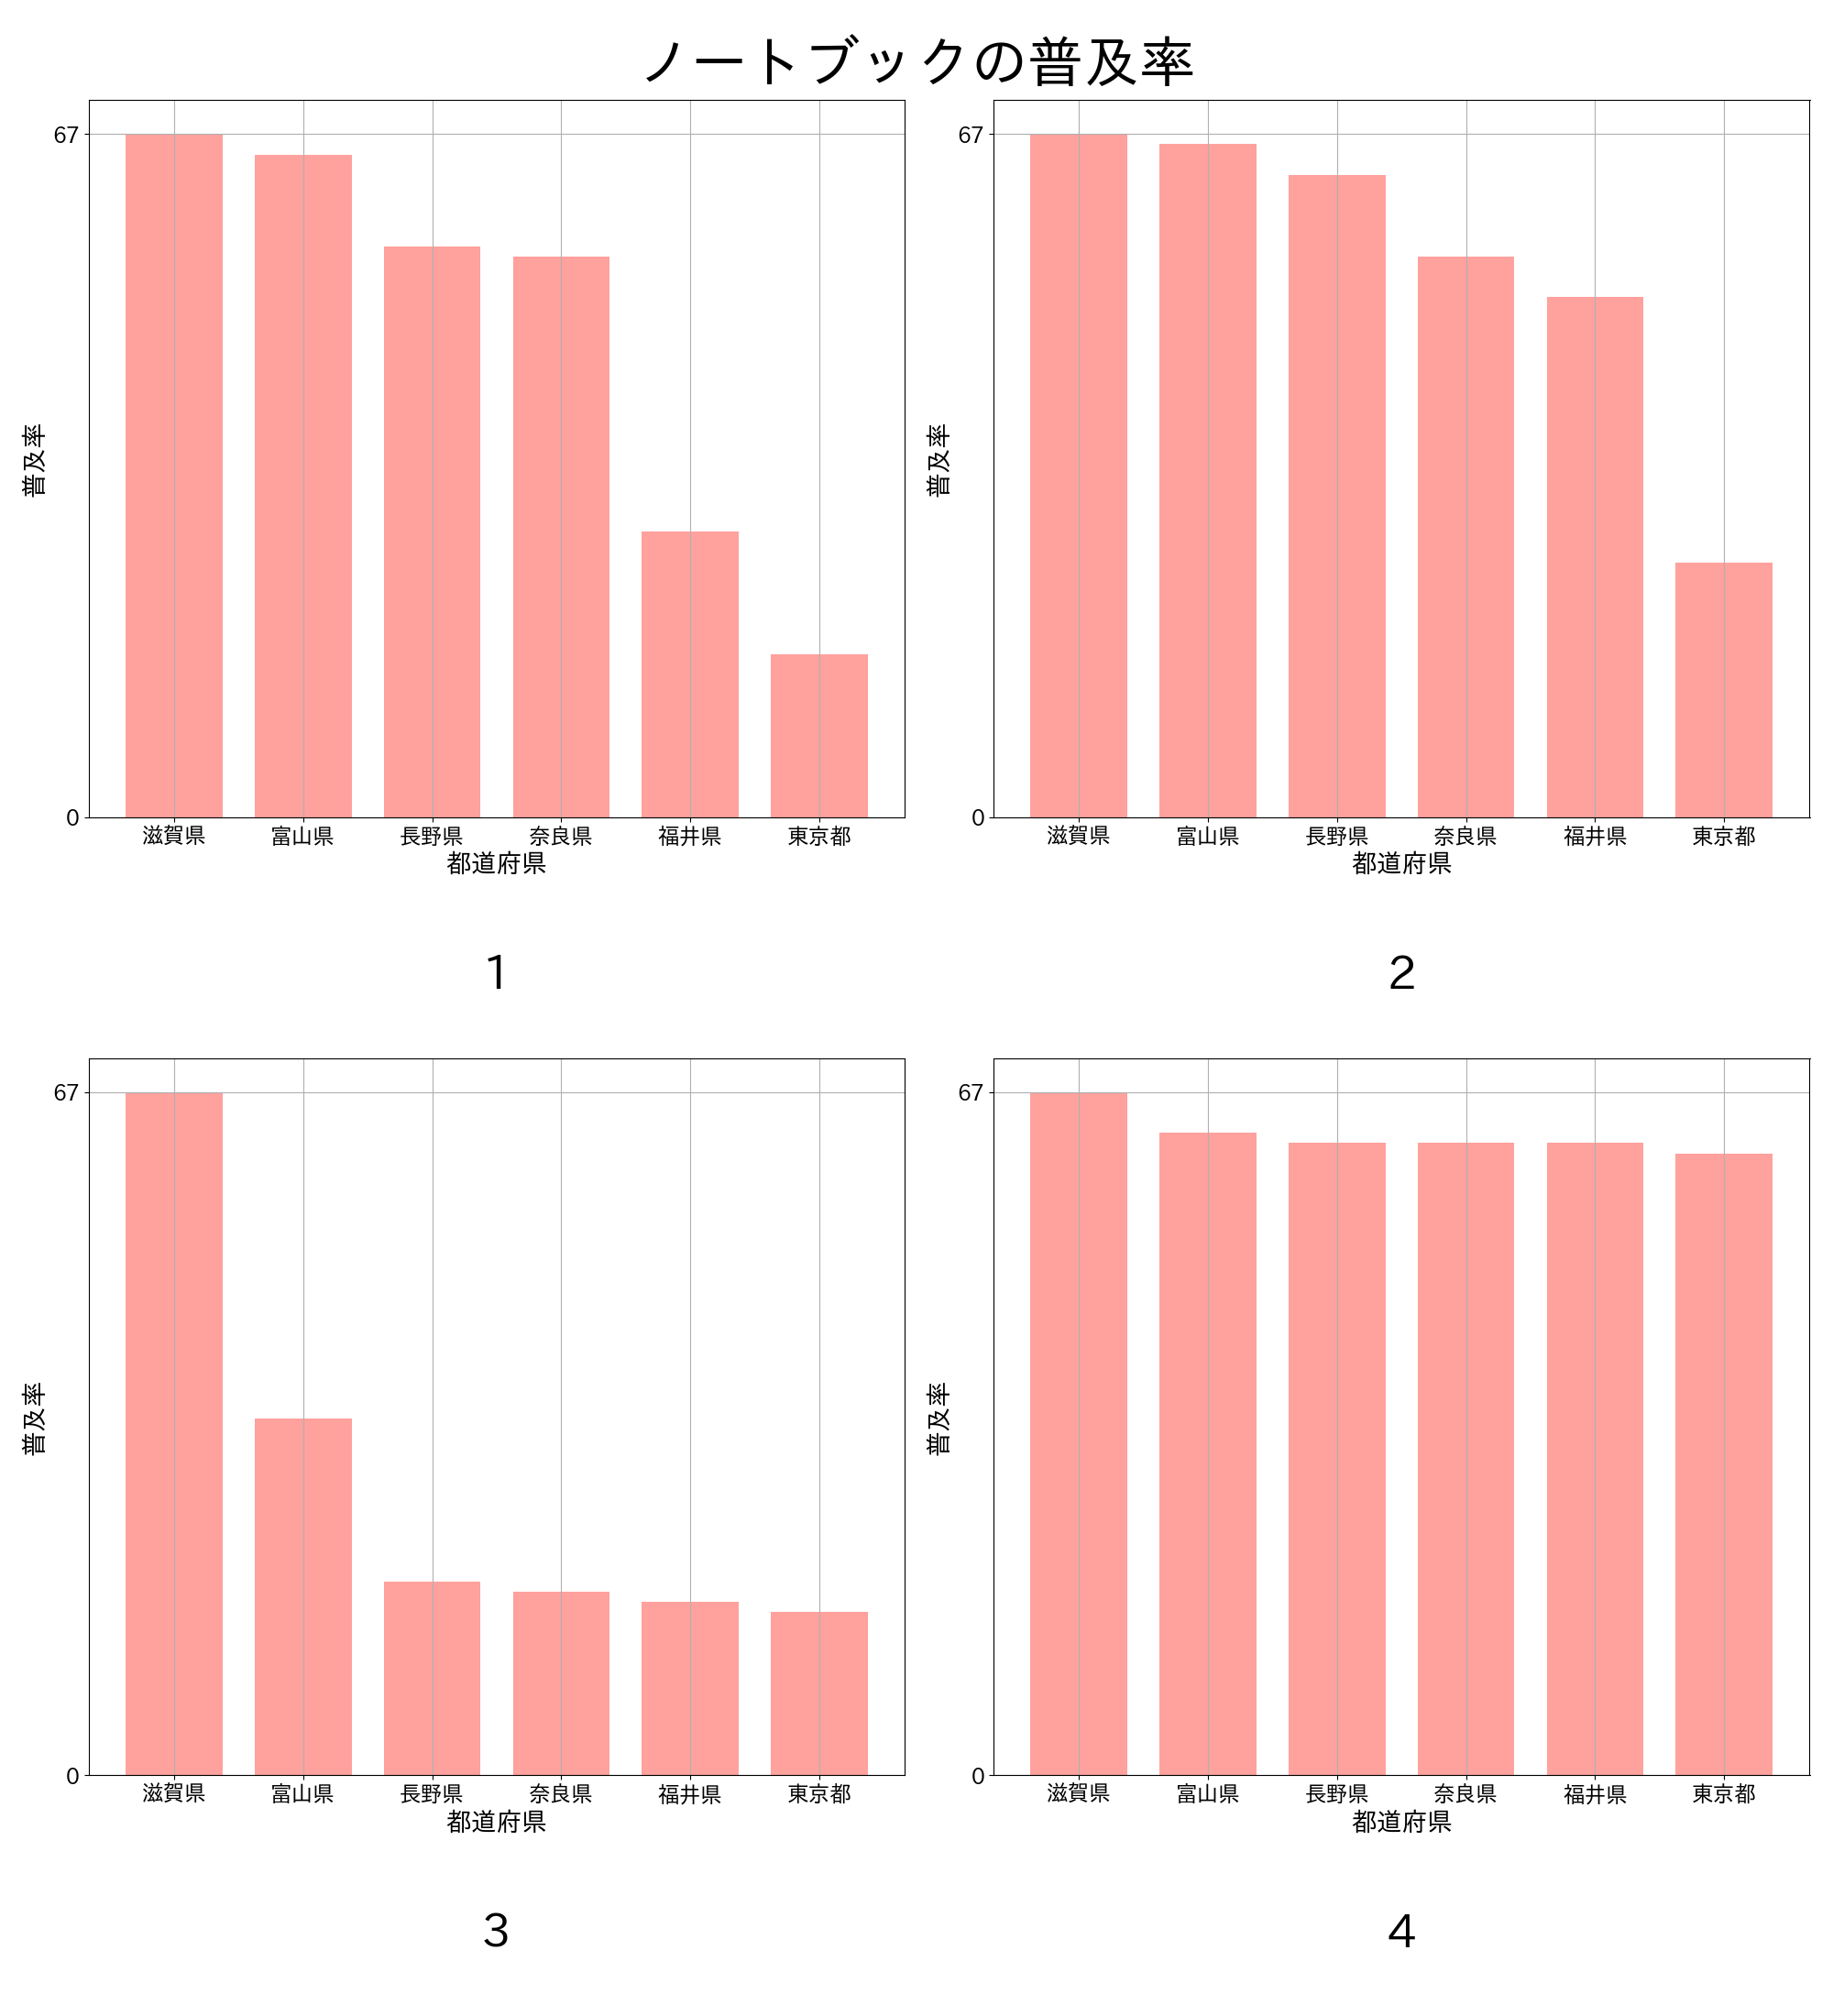 ノートブックの普及率
67
0
普及率
滋賀県 富山県 長野県 奈良県 福井県 東京都
都道府県
1
67
0
普及率
滋賀県 富山県 長野県 奈良県 福井県 東京都
都道府県
2
67
0
普及率
滋賀県 富山県 長野県 奈良県 福井県 東京都
都道府県
3
67
0
普及率
滋賀県 富山県 長野県 奈良県 福井県 東京都
都道府県
4